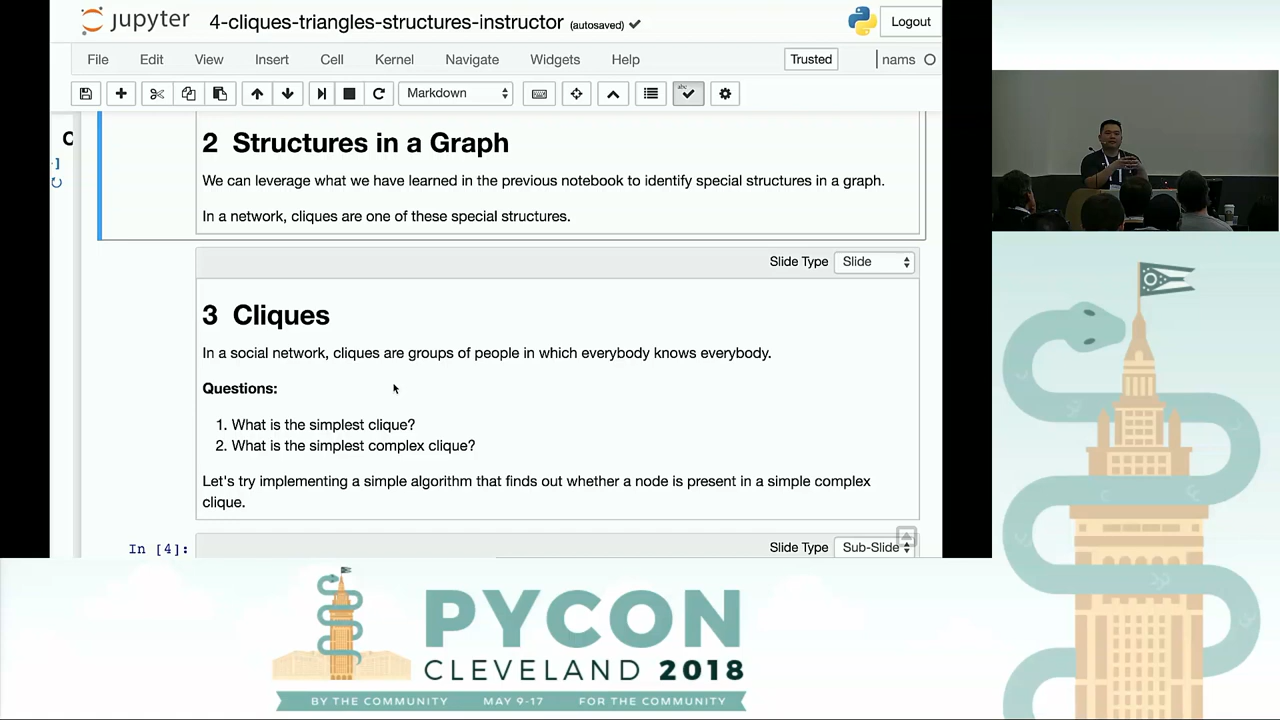 jupyter 4-cliques-triangles-structures-instructor (autosaved) Logout
File Edit View Insert Cell Kernel Navigate Widgets Help Trusted nams
Markdown abc
2 Structures in a Graph
We can leverage what we have learned in the previous notebook to identify special structures in a graph.
In a network, cliques are one of these special structures.
Slide Type Slide
3 Cliques
In a social network, cliques are groups of people in which everybody knows everybody.
Questions:
1. What is the simplest clique?
2. What is the simplest complex clique?
Let's try implementing a simple algorithm that finds out whether a node is present in a simple complex
clique.
In [4]: Slide Type Sub-Slide
PYCON
CLEVELAND 2018
BY THE COMMUNITY MAY 9-17 FOR THE COMMUNITY